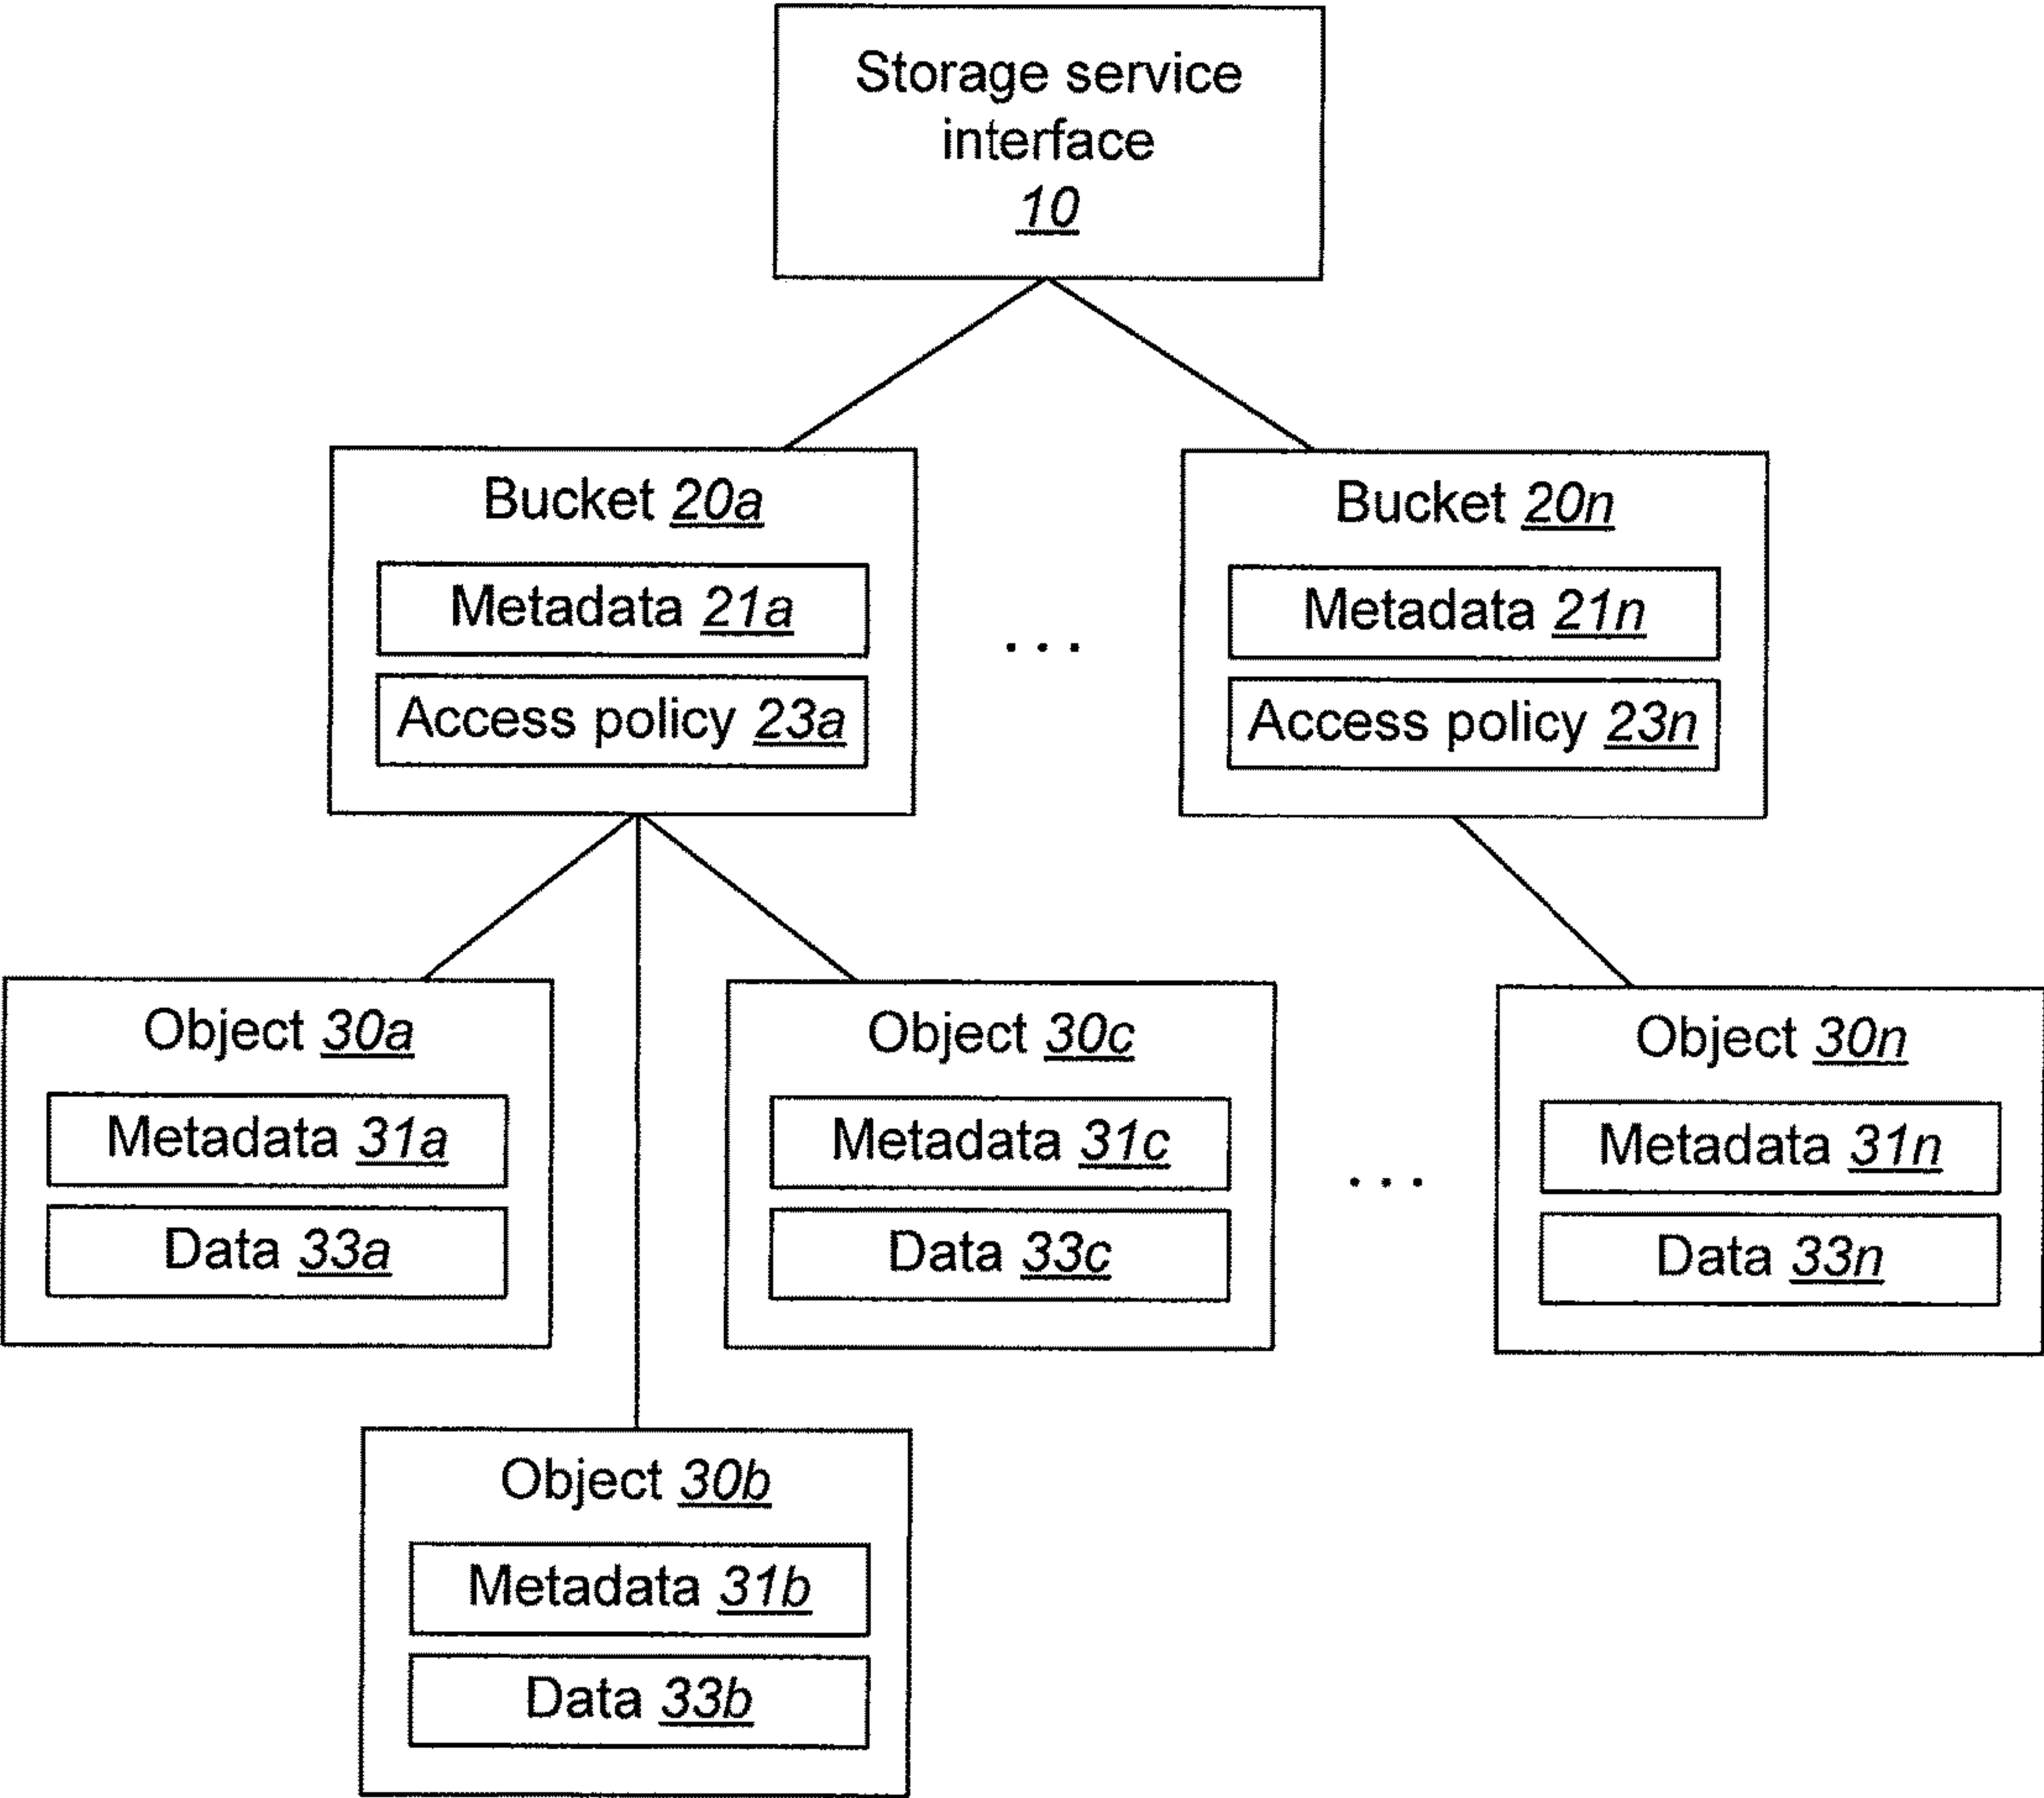 Storage service
interface
10
Bucket 20a
Metadata 21a
Access policy 23a
...
Bucket 20n
Metadata 21n
Access policy 23n
Object 30a
Metadata 31a
Data 33a
Object 30c
Metadata 31c
Data 33c
...
Object 30n
Metadata 31n
Data 33n
Object 30b
Metadata 31b
Data 33b